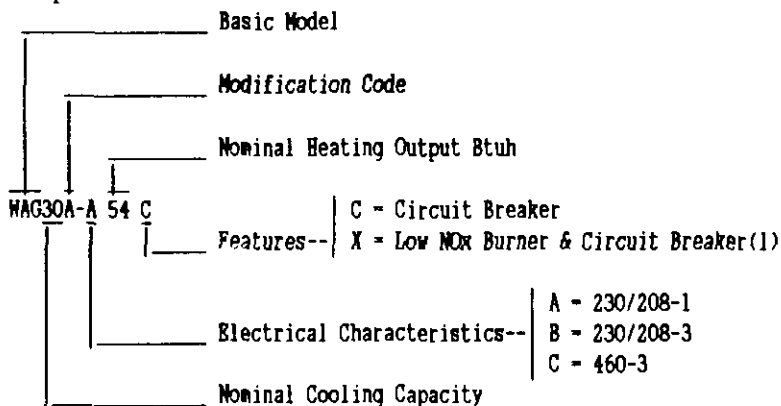 Basic Model
Modification Code
Nominal Heating Output Btuh
WAG30A-A 54 C
C = Circuit Breaker
Features--
X = Low NOx Burner & Circuit Breaker(1)
A = 230/208-1
Electrical Characteristics--
B = 230/208-3
C = 460-3
Nominal Cooling Capacity